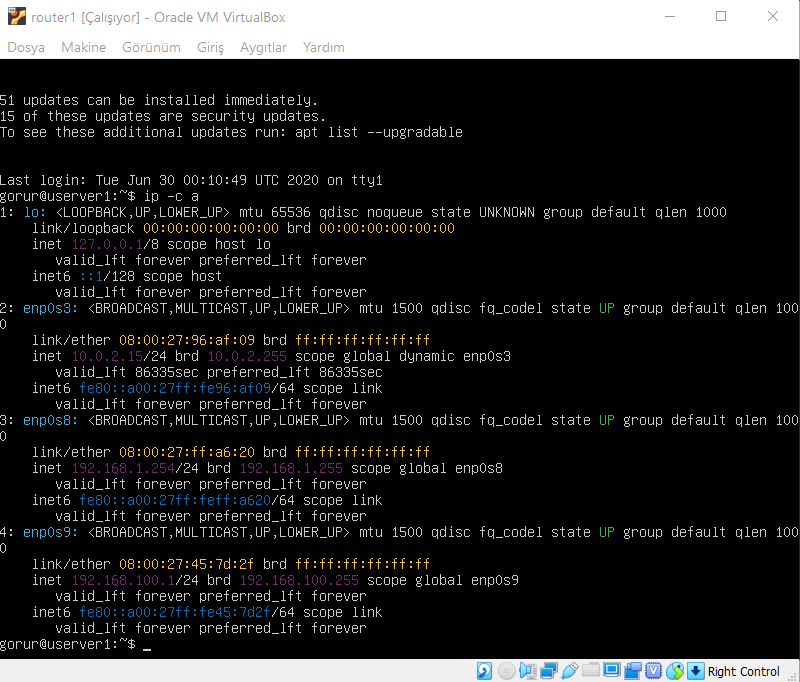 router1 [Çalışıyor] - Oracle VM VirtualBox
Dosya Makine Görünüm Giriş Aygıtlar Yardım
51 updates can be installed immediately.
15 of these updates are security updates.
To see these additional updates run: apt list --upgradable
Last login: Tue Jun 30 00:10:49 UTC 2020 on tty1
gorur@userver1:~$ ip -c a
1: lo: <LOOPBACK,UP,LOWER_UP> mtu 65536 qdisc noqueue state UNKNOWN group default qlen 1000
link/loopback 00:00:00:00:00:00 brd 00:00:00:00:00:00
inet 127.0.0.1/8 scope host lo
valid_lft forever preferred_lft forever
inet6 ::1/128 scope host
valid_lft forever preferred_lft forever
2: enp0s3: <BROADCAST,MULTICAST,UP,LOWER_UP> mtu 1500 qdisc fq_codel state UP group default qlen 100
0
link/ether 08:00:27:96:af:09 brd ff:ff:ff:ff:ff:ff
inet 10.0.2.15/24 brd 10.0.2.255 scope global dynamic enp0s3
valid_lft 86335sec preferred_lft 86335sec
inet6 fe80::a00:27ff:fe96:af09/64 scope link
valid_lft forever preferred_lft forever
3: enp0s8: <BROADCAST,MULTICAST,UP,LOWER_UP> mtu 1500 qdisc fq_codel state UP group default qlen 100
0
link/ether 08:00:27:ff:a6:20 brd ff:ff:ff:ff:ff:ff
inet 192.168.1.254/24 brd 192.168.1.255 scope global enp0s8
valid_lft forever preferred_lft forever
inet6 fe80::a00:27ff:feff:a620/64 scope link
valid_lft forever preferred_lft forever
4: enp0s9: <BROADCAST,MULTICAST,UP,LOWER_UP> mtu 1500 qdisc fq_codel state UP group default qlen 100
0
link/ether 08:00:27:45:7d:2f brd ff:ff:ff:ff:ff:ff
inet 192.168.100.1/24 brd 192.168.100.255 scope global enp0s9
valid_lft forever preferred_lft forever
inet6 fe80::a00:27ff:fe45:7d2f/64 scope link
valid_lft forever preferred_lft forever
gorur@userver1:~$ _
Right Control